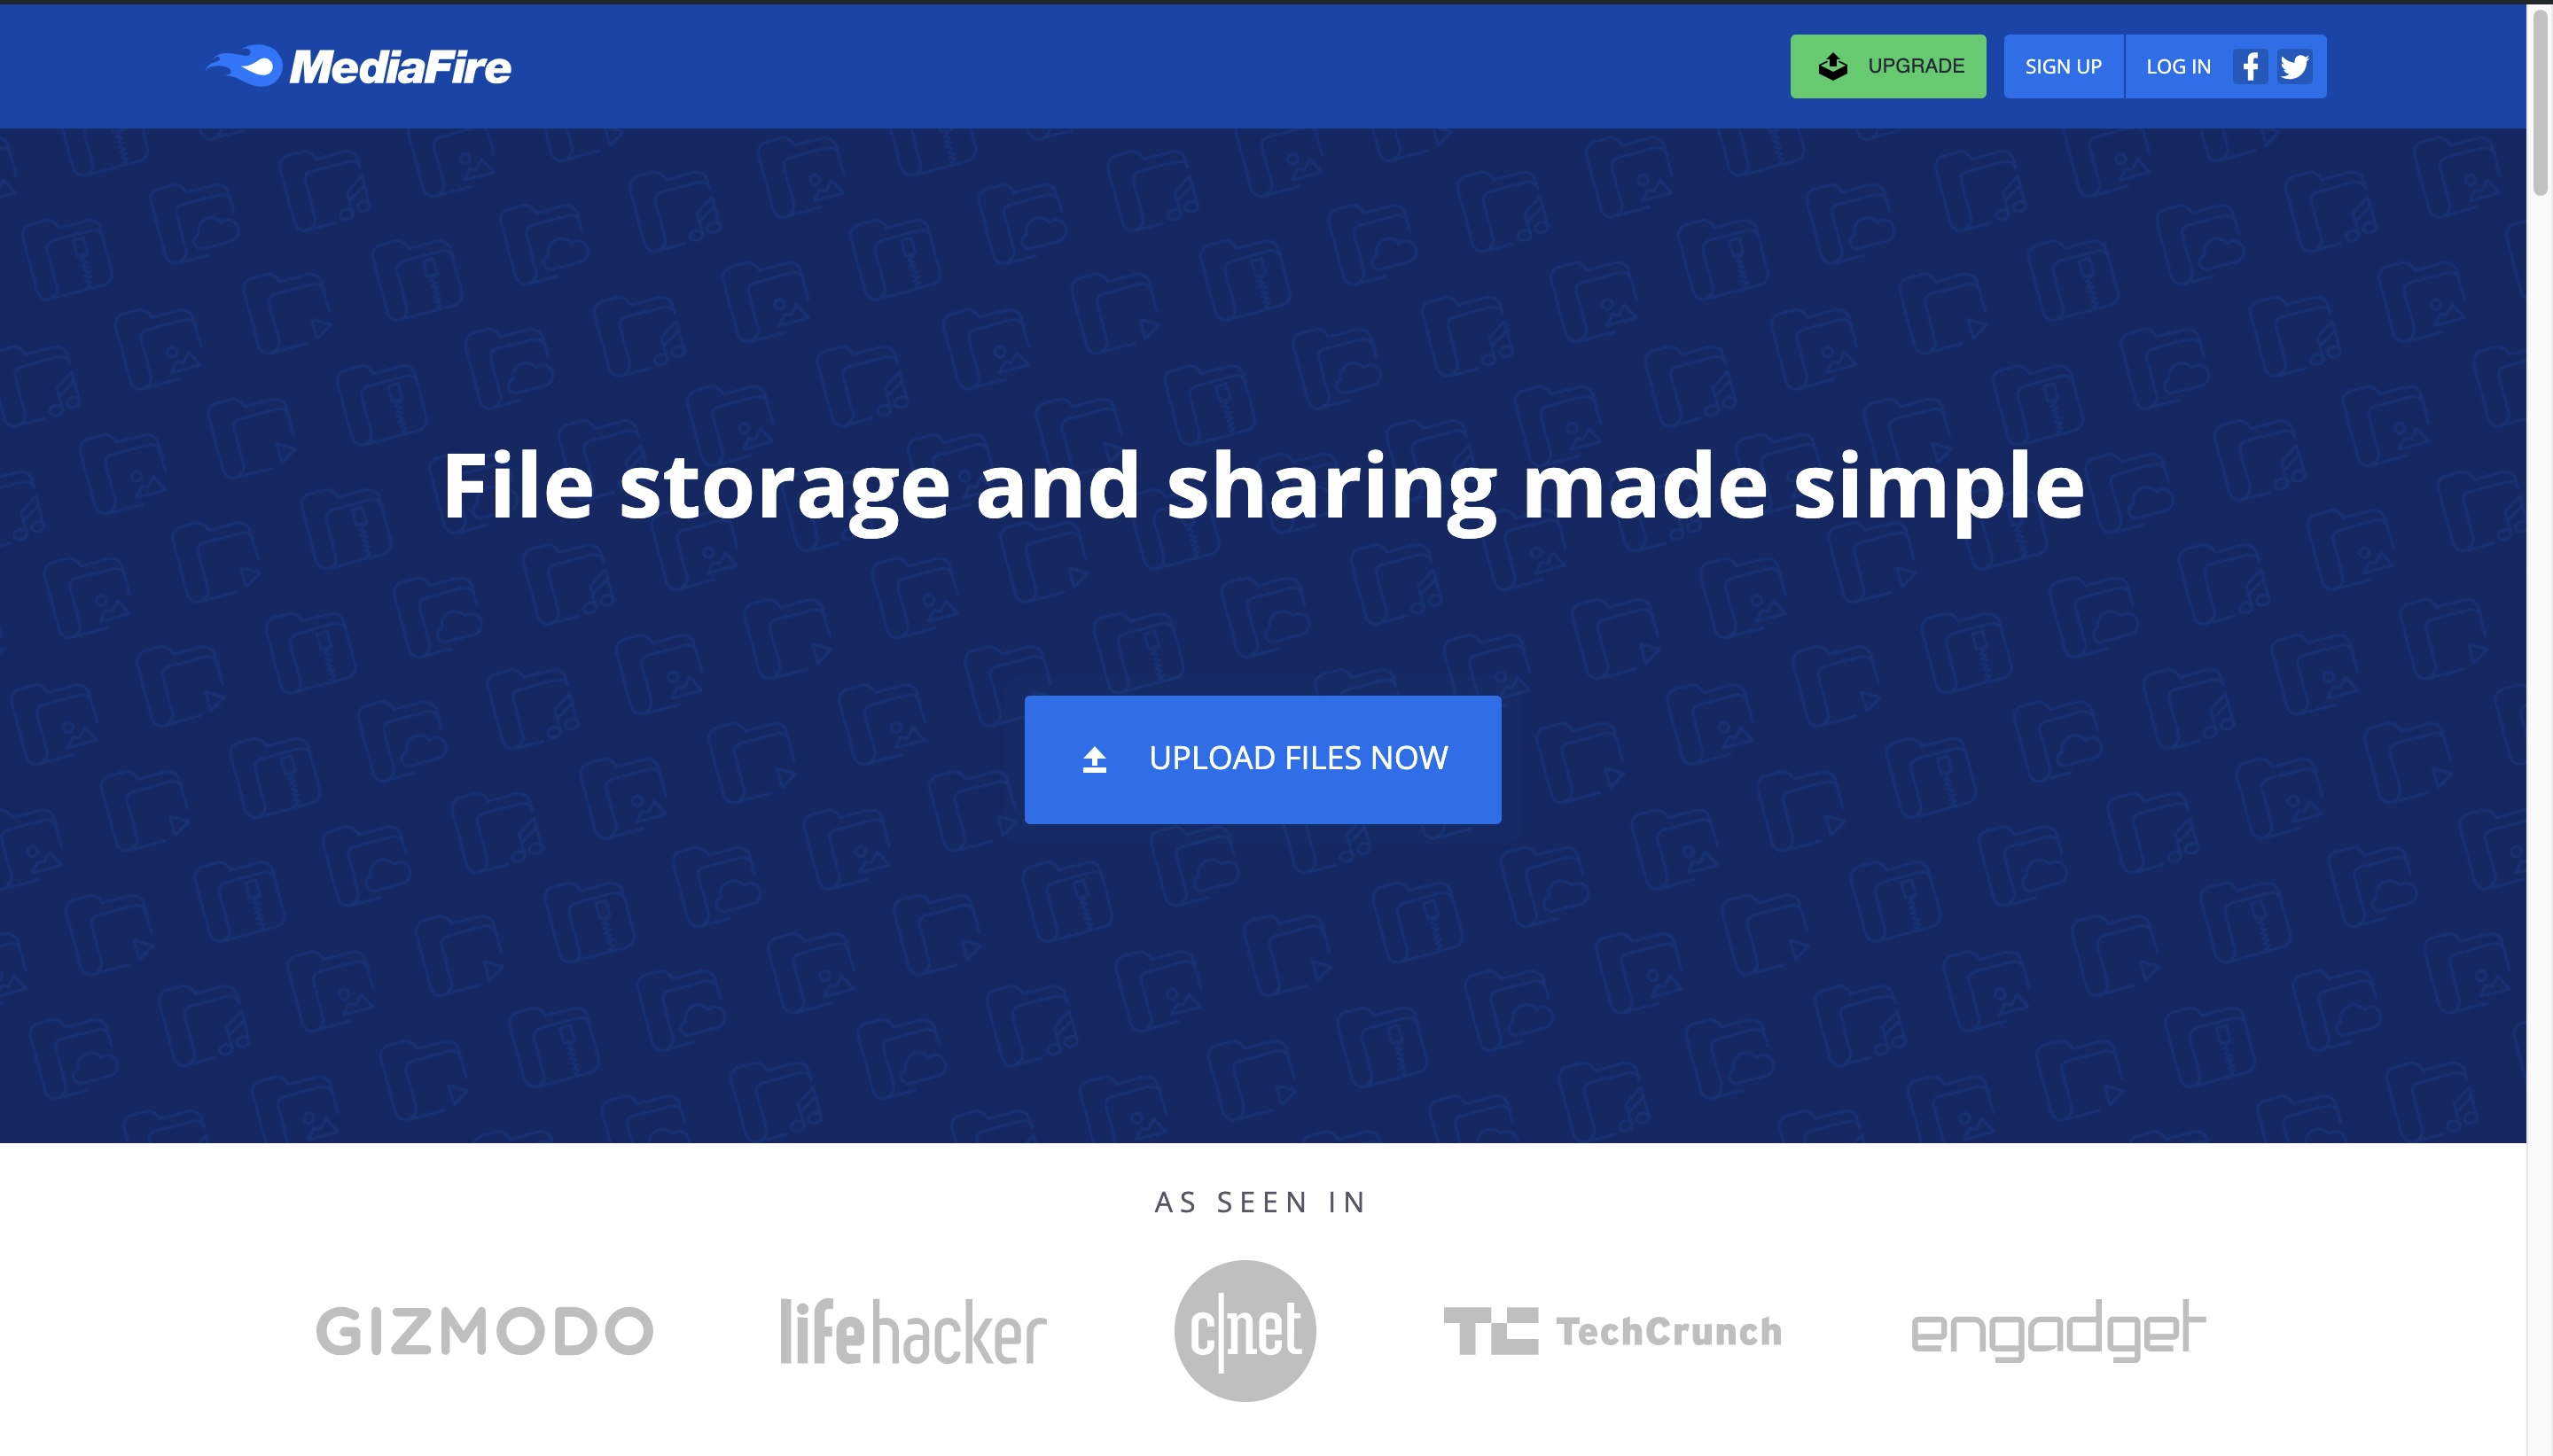 MediaFire
UPGRADE
SIGN UP
LOG IN
File storage and sharing made simple
UPLOAD FILES NOW
AS SEEN IN
GIZMODO
lifehacker
c|net
TC TechCrunch
engadget